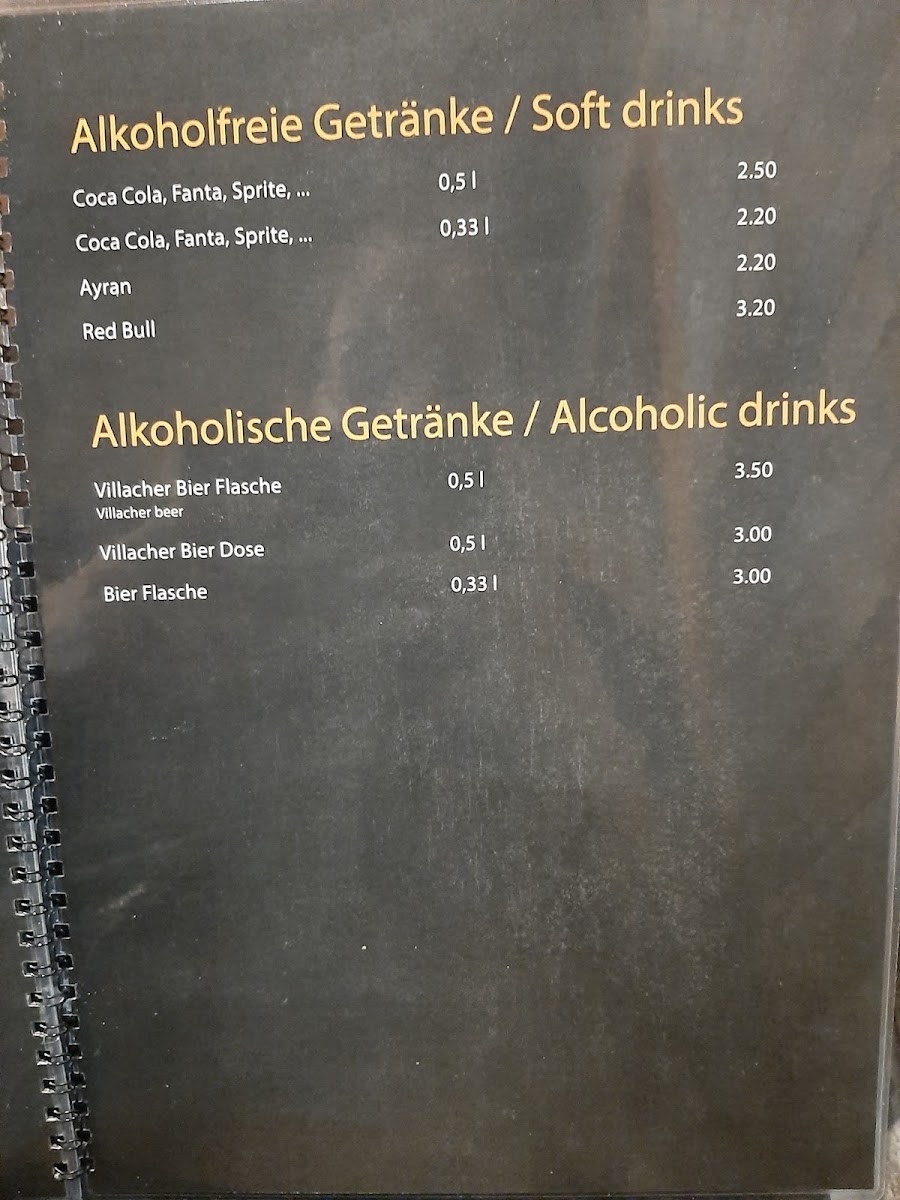 Alkoholfreie Getränke / Soft drinks
Coca Cola, Fanta, Sprite, ... 0,5 l 2.50
Coca Cola, Fanta, Sprite, ... 0,33 l 2.20
Ayran 2.20
Red Bull 3.20
Alkoholische Getränke / Alcoholic drinks
Villacher Bier Flasche 0,5 l 3.50
Villacher beer
Villacher Bier Dose 0,5 l 3.00
Bier Flasche 0,33 l 3.00